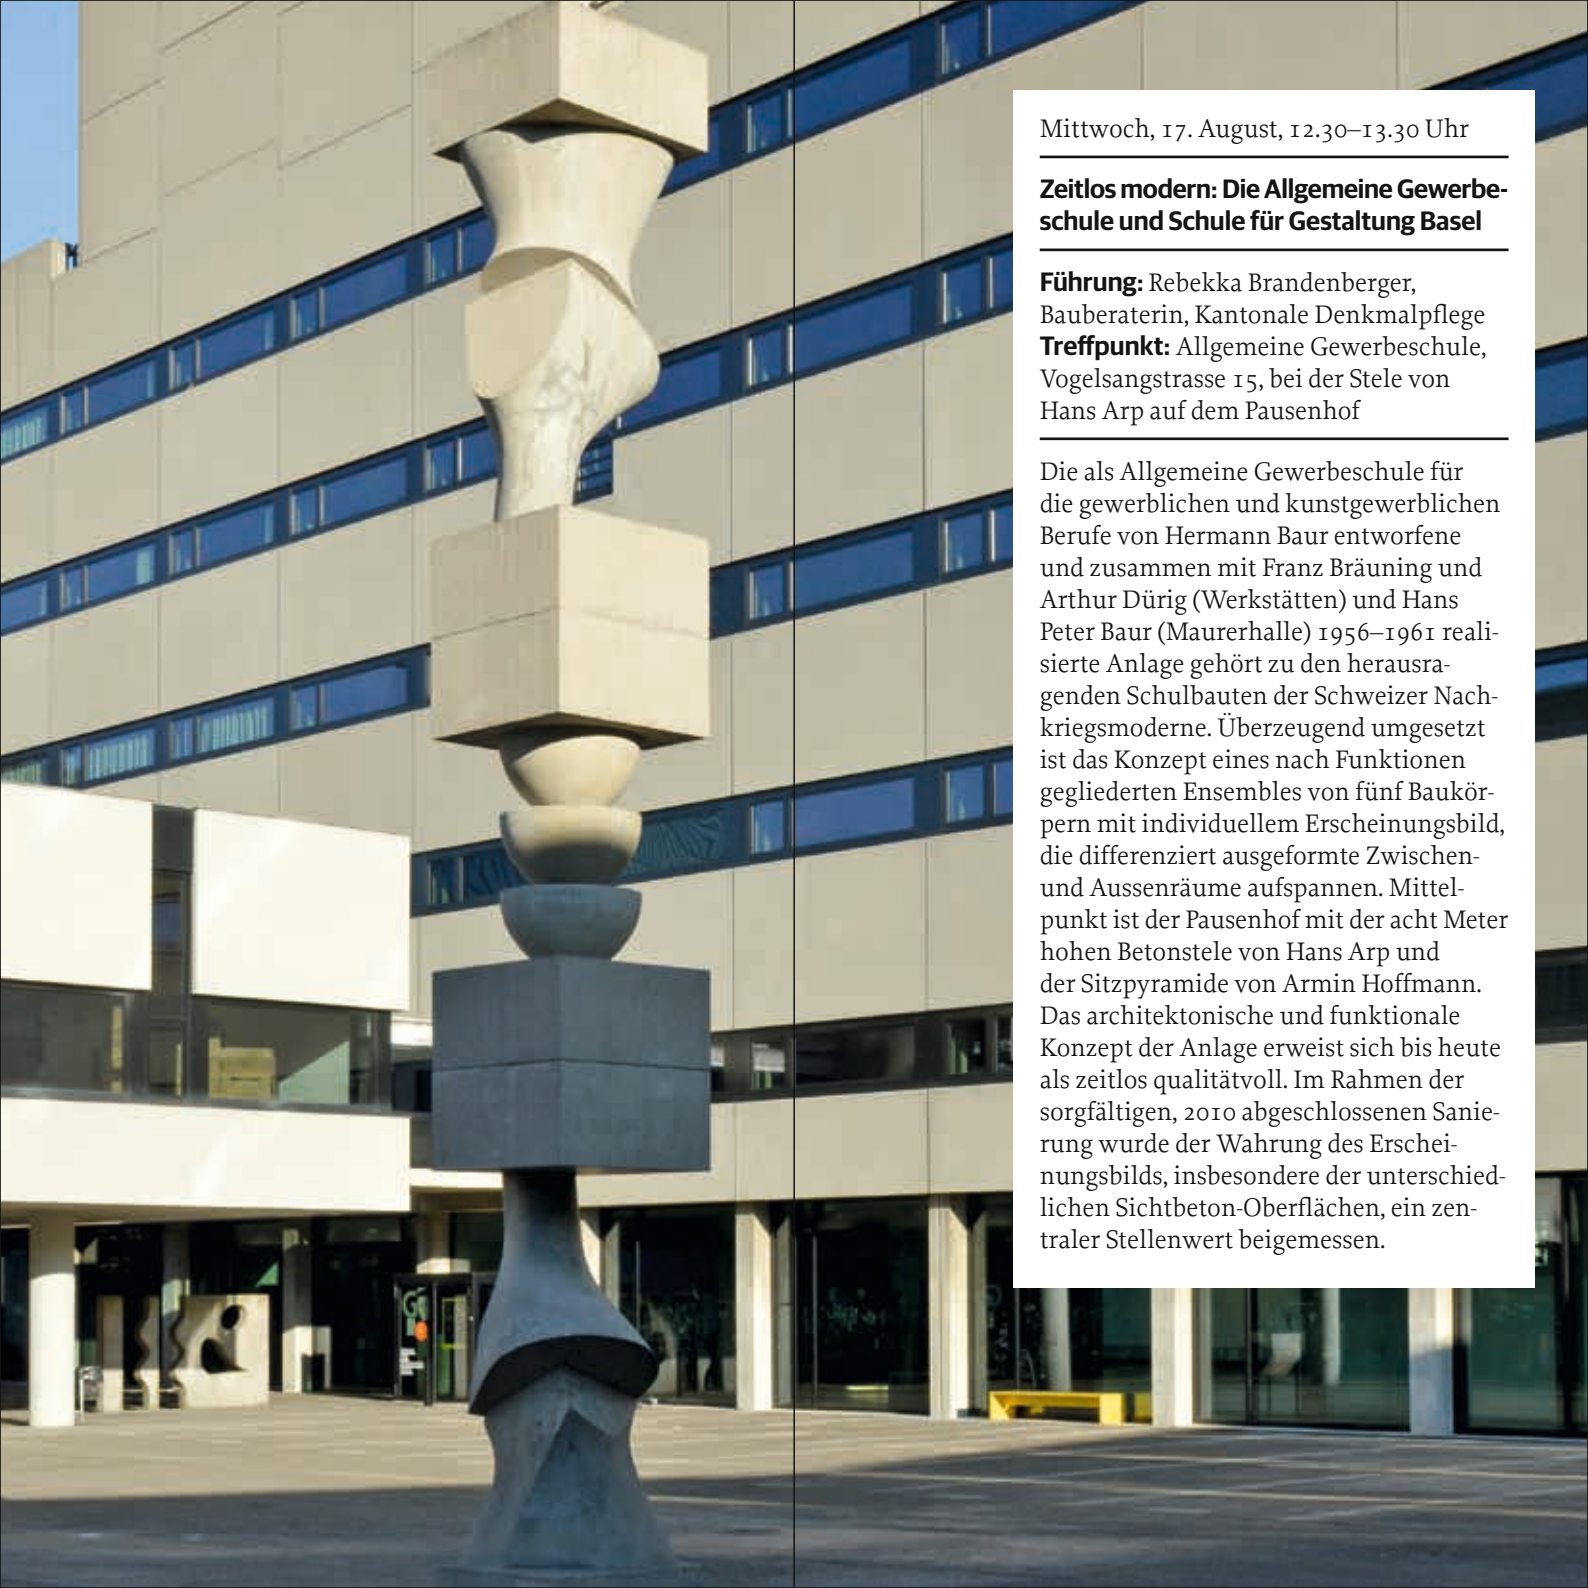 Mittwoch, 17. August, 12.30–13.30 Uhr
Zeitlos modern: Die Allgemeine Gewerbe-
schule und Schule für Gestaltung Basel
Führung: Rebekka Brandenberger,
Bauberaterin, Kantonale Denkmalpflege
Treffpunkt: Allgemeine Gewerbeschule,
Vogelsangstrasse 15, bei der Stele von
Hans Arp auf dem Pausenhof
Die als Allgemeine Gewerbeschule für
die gewerblichen und kunstgewerblichen
Berufe von Hermann Baur entworfene
und zusammen mit Franz Bräuning und
Arthur Dürig (Werkstätten) und Hans
Peter Baur (Maurerhalle) 1956–1961 reali-
sierte Anlage gehört zu den herausra-
genden Schulbauten der Schweizer Nach-
kriegsmoderne. Überzeugend umgesetzt
ist das Konzept eines nach Funktionen
gegliederten Ensembles von fünf Baukör-
pern mit individuellem Erscheinungsbild,
die differenziert ausgeformte Zwischen-
und Aussenräume aufspannen. Mittel-
punkt ist der Pausenhof mit der acht Meter
hohen Betonstele von Hans Arp und
der Sitzpyramide von Armin Hoffmann.
Das architektonische und funktionale
Konzept der Anlage erweist sich bis heute
als zeitlos qualitätvoll. Im Rahmen der
sorgfältigen, 2010 abgeschlossenen Sanie-
rung wurde der Wahrung des Erschei-
nungsbilds, insbesondere der unterschied-
lichen Sichtbeton-Oberflächen, ein zen-
traler Stellenwert beigemessen.